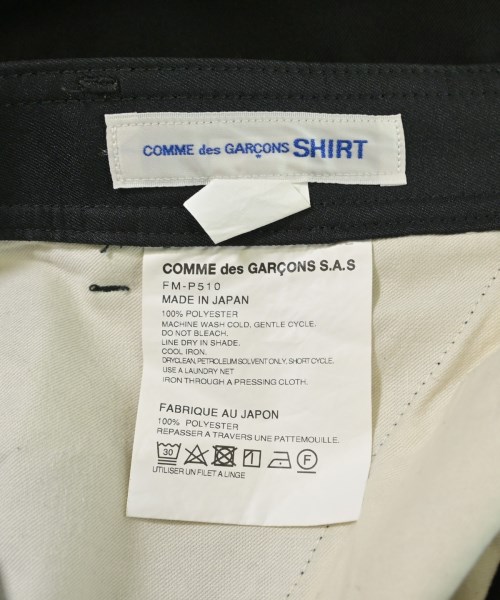 COMME des GARÇONS SHIRT
COMME des GARÇONS S.A.S
FM-P510
MADE IN JAPAN
100% POLYESTER
MACHINE WASH COLD, GENTLE CYCLE.
DO NOT BLEACH.
LINE DRY IN SHADE.
COOL IRON.
DRYCLEAN, PETROLEUM SOLVENT ONLY. SHORT CYCLE.
USE A LAUNDRY NET
IRON THROUGH A PRESSING CLOTH.
FABRIQUE AU JAPON
100% POLYESTER
REPASSER A TRAVERS UNE PATTEMOUILLE.
30 F
UTILISER UN FILET A LINGE